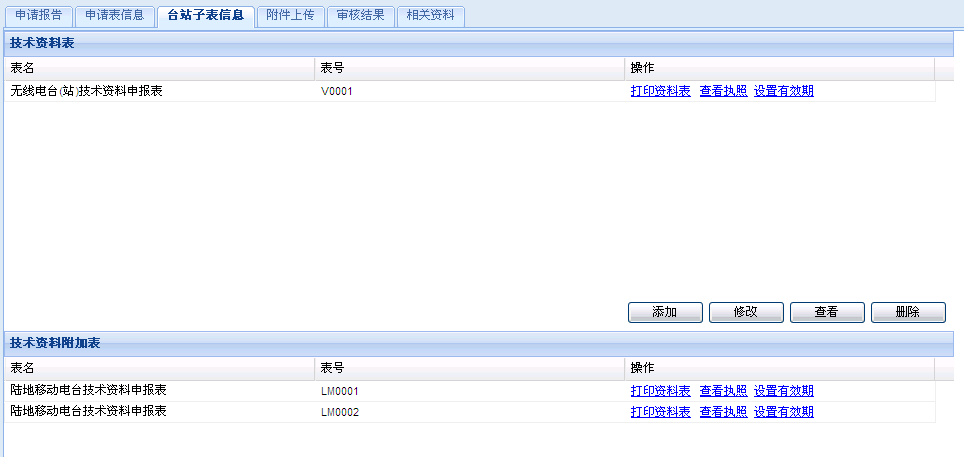 申请报告 申请表信息 台站子表信息 附件上传 审核结果 相关资料
技术资料表
表名 表号 操作
无线电台(站)技术资料申报表 V0001 打印资料表 查看执照 设置有效期
添加 修改 查看 删除
技术资料附加表
表名 表号 操作
陆地移动电台技术资料申报表 LM0001 打印资料表 查看执照 设置有效期
陆地移动电台技术资料申报表 LM0002 打印资料表 查看执照 设置有效期